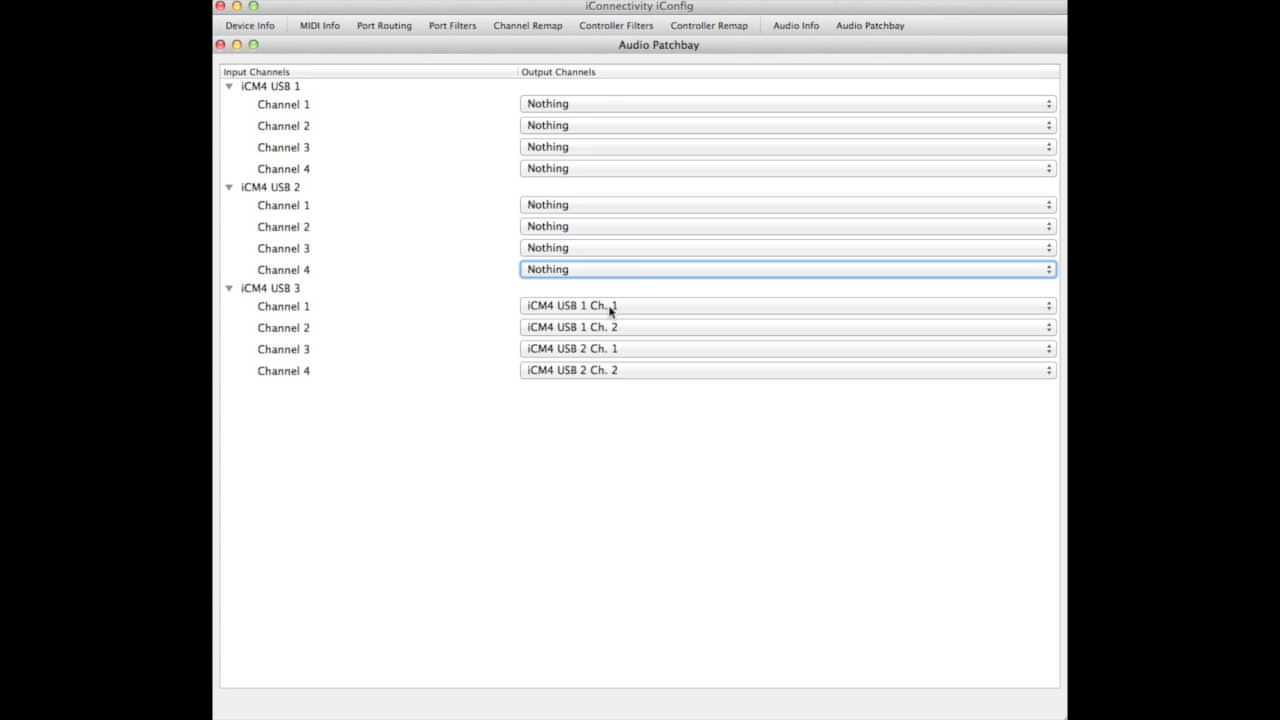 iConnectivity iConfig
Device Info MIDI Info Port Routing Port Filters Channel Remap Controller Filters Controller Remap Audio Info Audio Patchbay
Audio Patchbay
Input Channels Output Channels
iCM4 USB 1
Channel 1 Nothing
Channel 2 Nothing
Channel 3 Nothing
Channel 4 Nothing
iCM4 USB 2
Channel 1 Nothing
Channel 2 Nothing
Channel 3 Nothing
Channel 4 Nothing
iCM4 USB 3
Channel 1 iCM4 USB 1 Ch. 1
Channel 2 iCM4 USB 1 Ch. 2
Channel 3 iCM4 USB 2 Ch. 1
Channel 4 iCM4 USB 2 Ch. 2